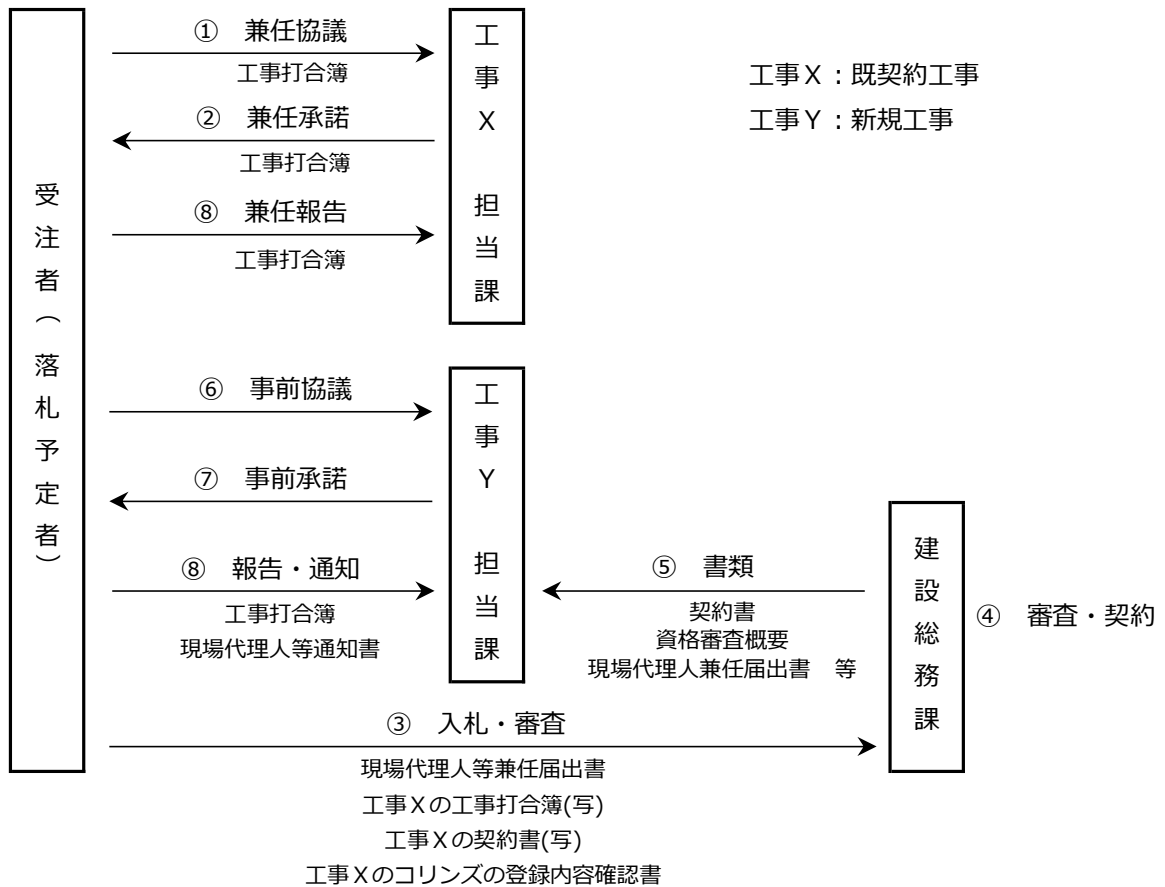 受注者(落札予定者)
① 兼任協議
工事打合簿
② 兼任承諾
工事打合簿
⑧ 兼任報告
工事打合簿
工事X 担当課
工事X:既契約工事
工事Y:新規工事
⑥ 事前協議
⑦ 事前承諾
⑧ 報告・通知
工事打合簿
現場代理人等通知書
工事Y 担当課
⑤ 書類
契約書
資格審査概要
現場代理人兼任届出書 等
建設総務課
④ 審査・契約
③ 入札・審査
現場代理人等兼任届出書
工事Xの工事打合簿(写)
工事Xの契約書(写)
工事Xのコリンズの登録内容確認書